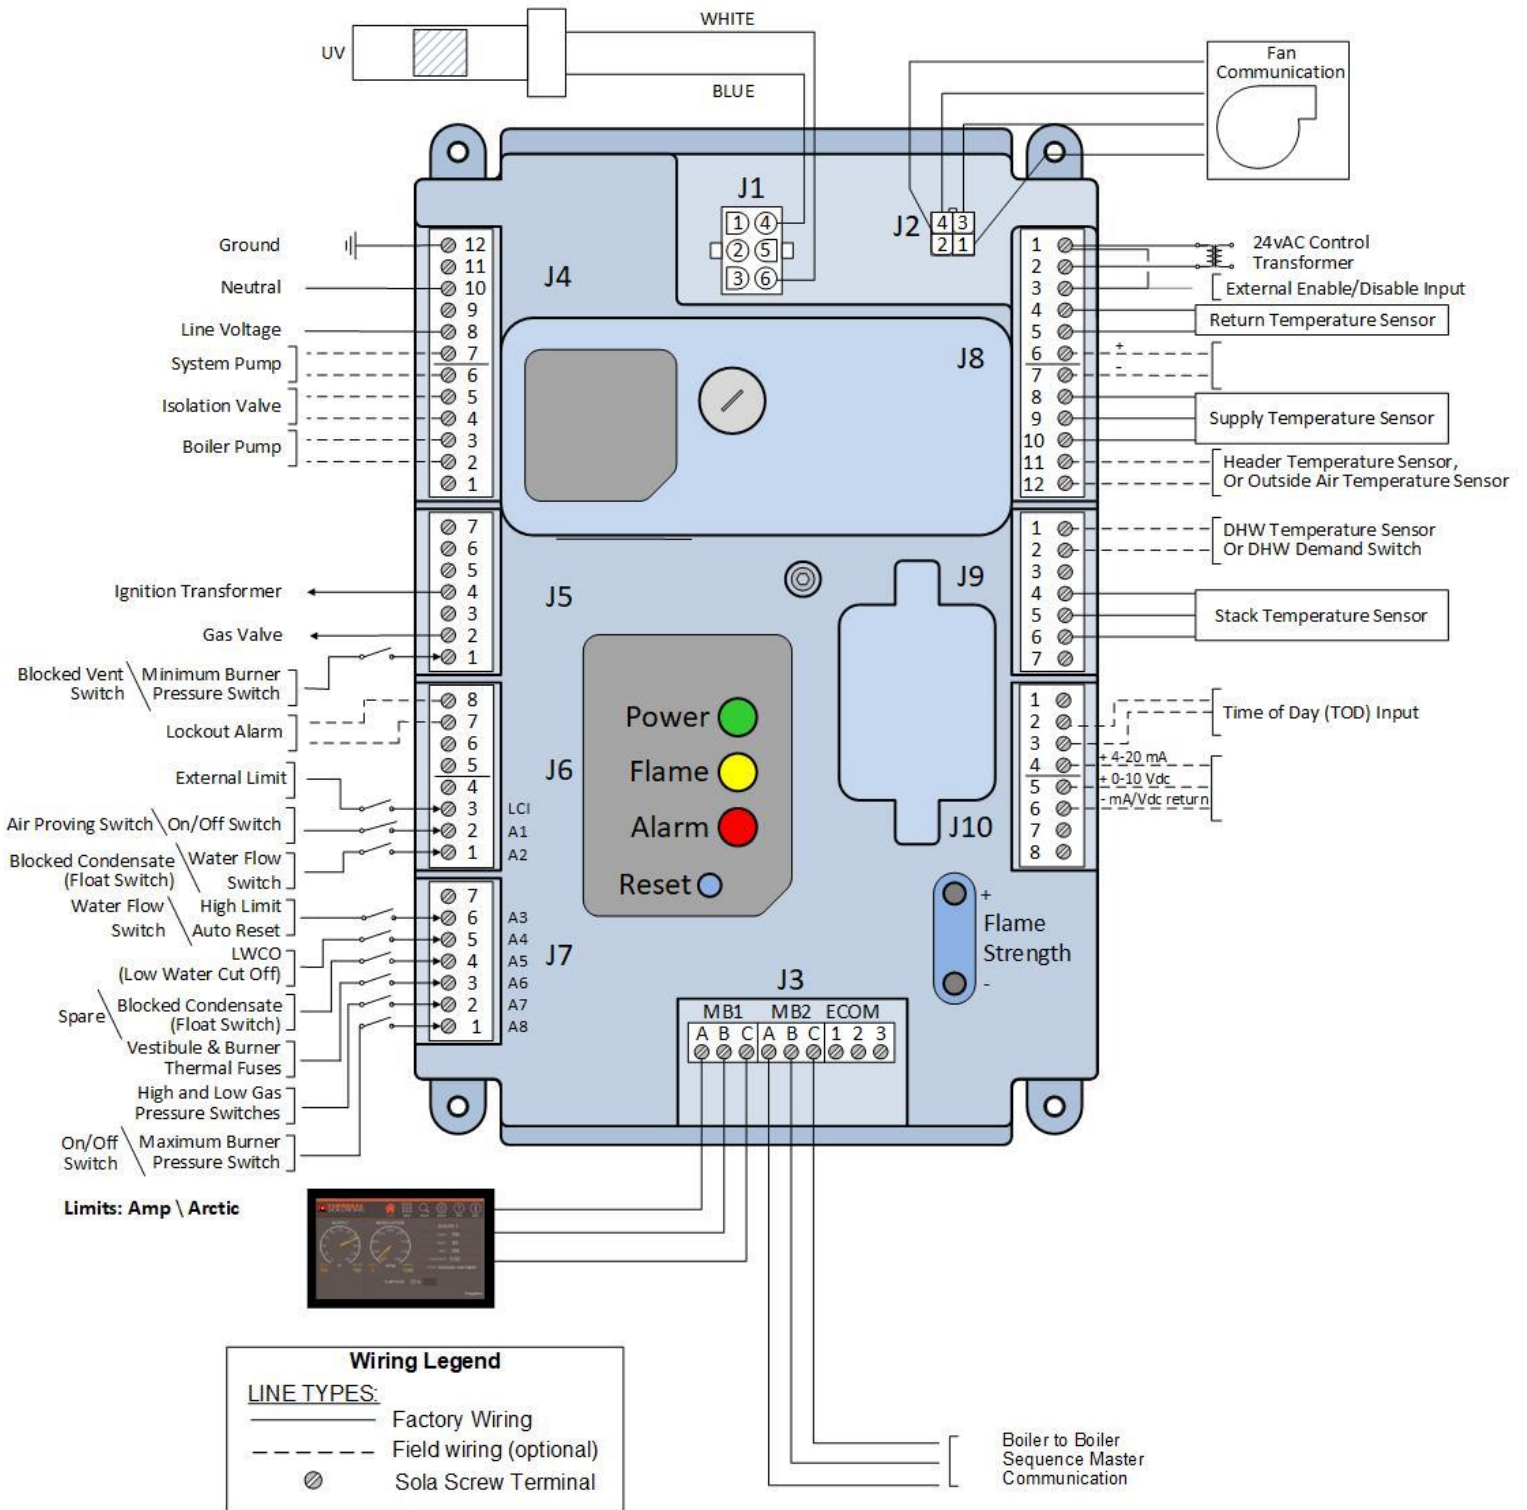 WHITE
UV
BLUE
Fan
Communication
J1
1 4
2 5
3 6
J2
4 3
2 1
Ground
Neutral
Line Voltage
System Pump
Isolation Valve
Boiler Pump
12
11
10
9
8
7
6
5
4
3
2
1
J4
J8
1
2
3
4
5
6
7
8
9
10
11
12
24vAC Control
Transformer
External Enable/Disable Input
Return Temperature Sensor
+
-
Supply Temperature Sensor
Header Temperature Sensor,
Or Outside Air Temperature Sensor
Ignition Transformer
Gas Valve
Blocked Vent
Switch
\
Minimum Burner
Pressure Switch
7
6
5
4
3
2
1
J5
J9
1
2
3
4
5
6
7
DHW Temperature Sensor
Or DHW Demand Switch
Stack Temperature Sensor
Lockout Alarm
External Limit
Air Proving Switch \ On/Off Switch
Blocked Condensate
(Float Switch)
\
Water Flow
Switch
8
7
6
5
4
3 LCI
2 A1
1 A2
J6
Power
Flame
Alarm
Reset
J10
1
2
3
4
5
6
7
8
Time of Day (TOD) Input
+ 4-20 mA
+ 0-10 Vdc
- mA/Vdc return
Water Flow
Switch
\
High Limit
Auto Reset
LWCO
(Low Water Cut Off)
Spare \ Blocked Condensate
(Float Switch)
Vestibule & Burner
Thermal Fuses
High and Low Gas
Pressure Switches
On/Off
Switch
\
Maximum Burner
Pressure Switch
7
6 A3
5 A4
4 A5
3 A6
2 A7
1 A8
J7
+
Flame
Strength
-
J3
MB1 MB2 ECOM
A B C A B C 1 2 3
Limits: Amp \ Arctic
Wiring Legend
LINE TYPES:
Factory Wiring
Field wiring (optional)
Sola Screw Terminal
Boiler to Boiler
Sequence Master
Communication